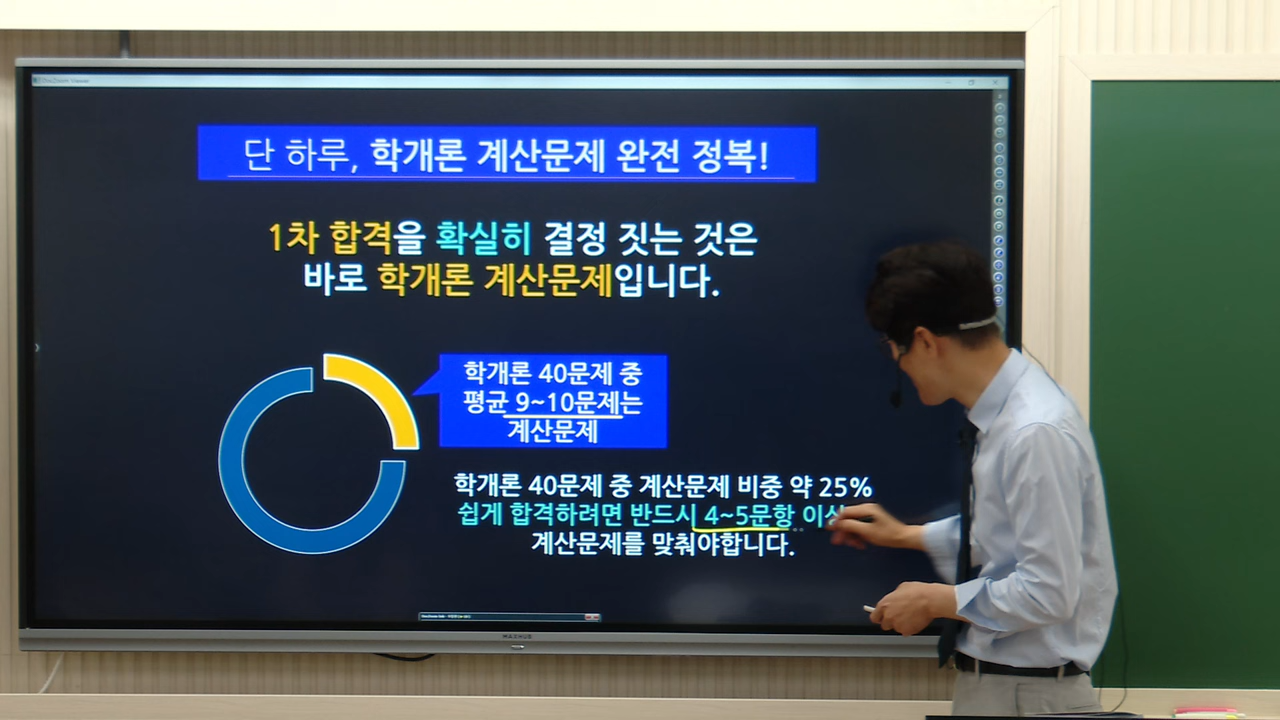 단 하루, 학개론 계산문제 완전 정복!
1차 합격을 확실히 결정 짓는 것은
바로 학개론 계산문제입니다.
학개론 40문제 중
평균 9~10문제는
계산문제
학개론 40문제 중 계산문제 비중 약 25%
쉽게 합격하려면 반드시 4~5문항 이상
계산문제를 맞춰야합니다.
MAXHUB